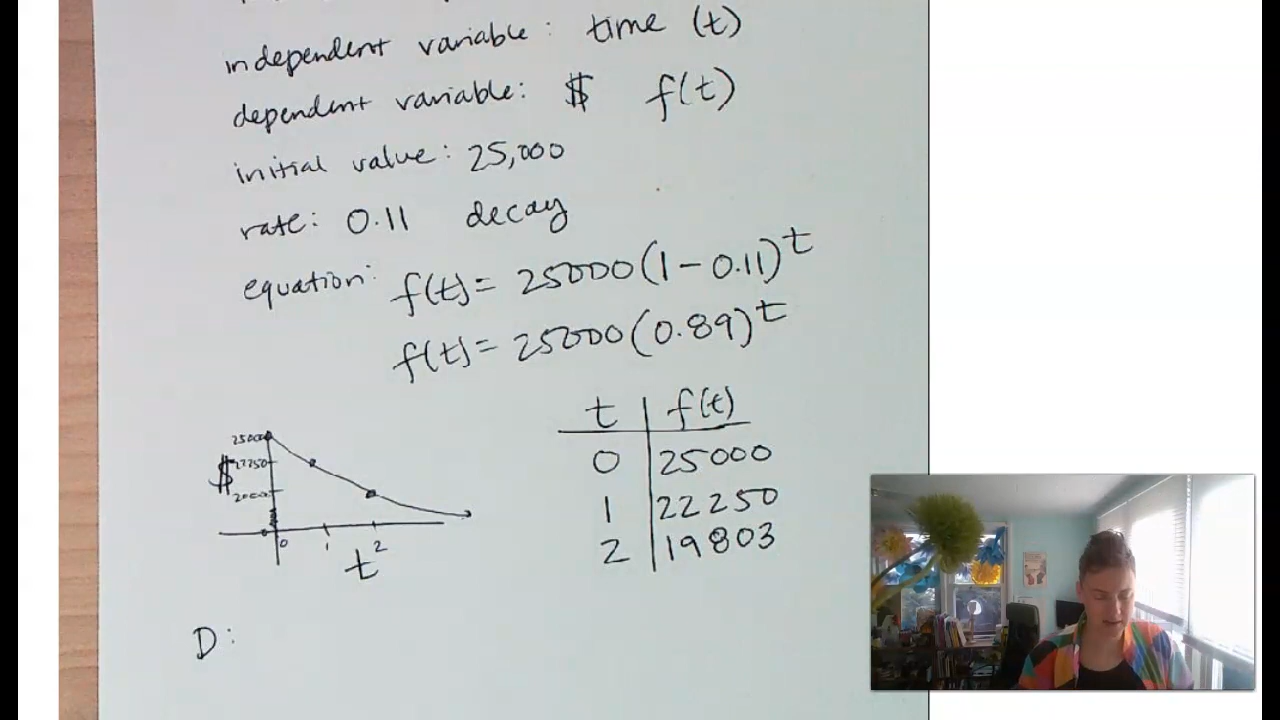 independent variable: time (t)
dependent variable: $ f(t)
initial value: 25,000
rate: 0.11 decay
equation: f(t) = 25000(1-0.11)^t
f(t) = 25000(0.89)^t
t | f(t)
0 | 25000
1 | 22250
2 | 19803
25000
$
0 1 2
t
D: